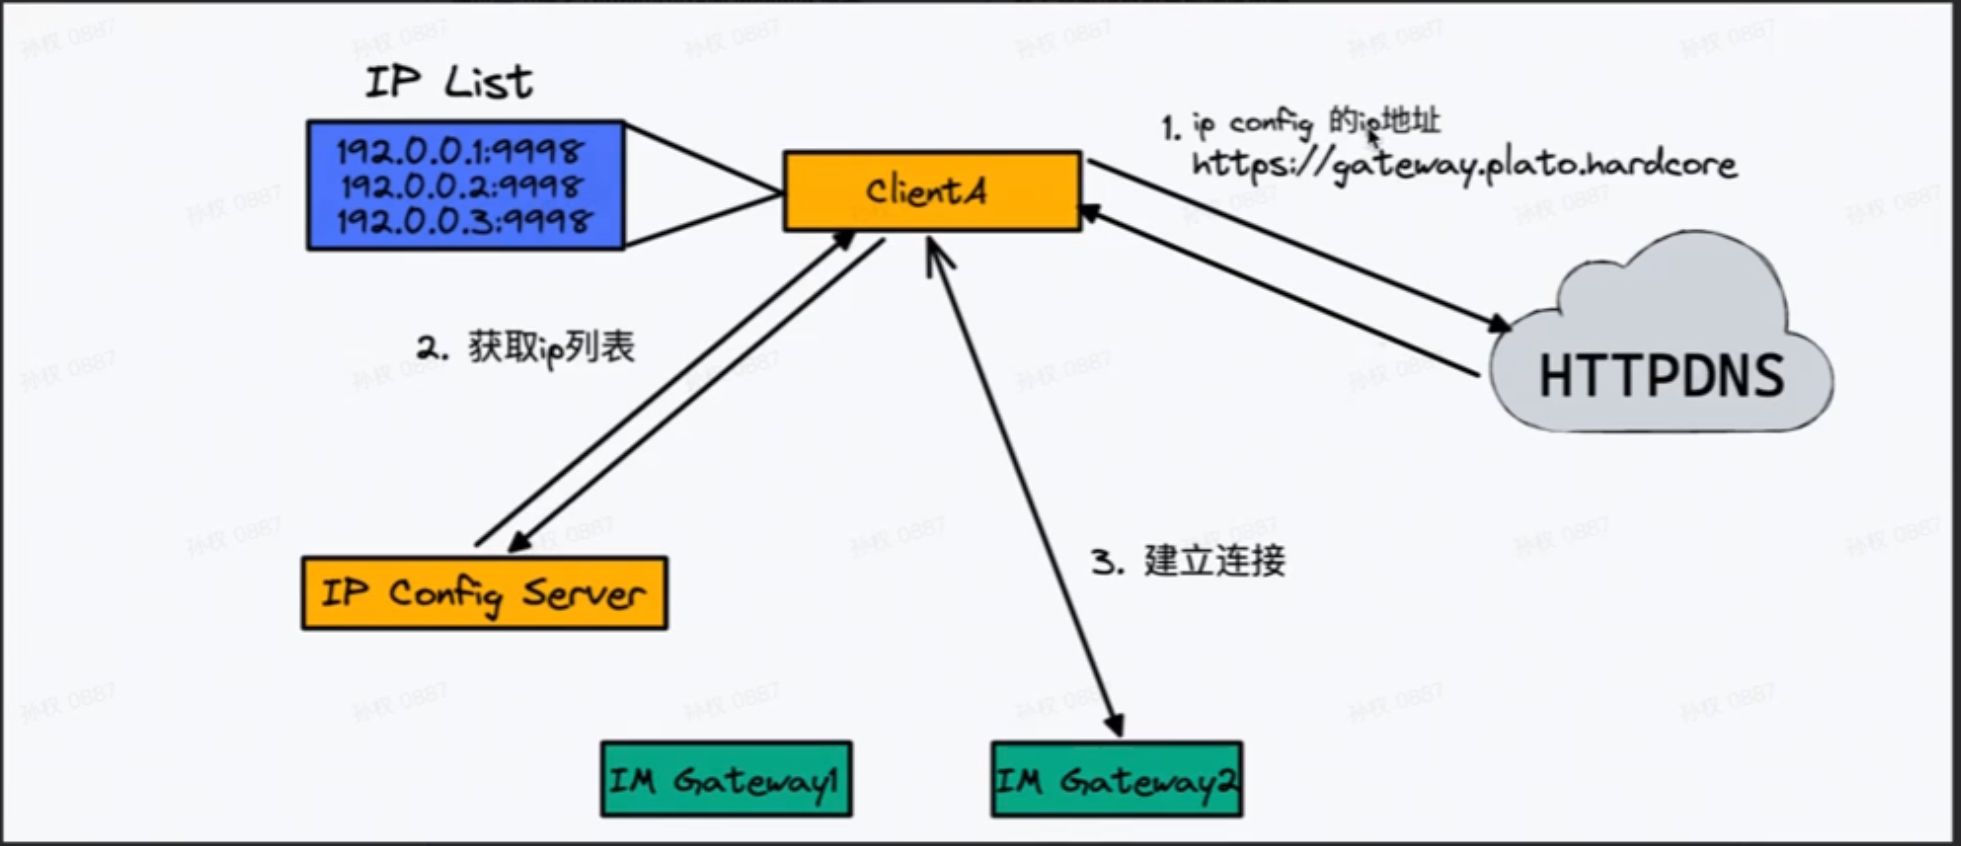 IP List
192.0.0.1:9998
192.0.0.2:9998
192.0.0.3:9998
ClientA
1. ip config 的ip地址
https://gateway.plato.hardcore
HTTPDNS
2. 获取ip列表
3. 建立连接
IP Config Server
IM Gateway1
IM Gateway2